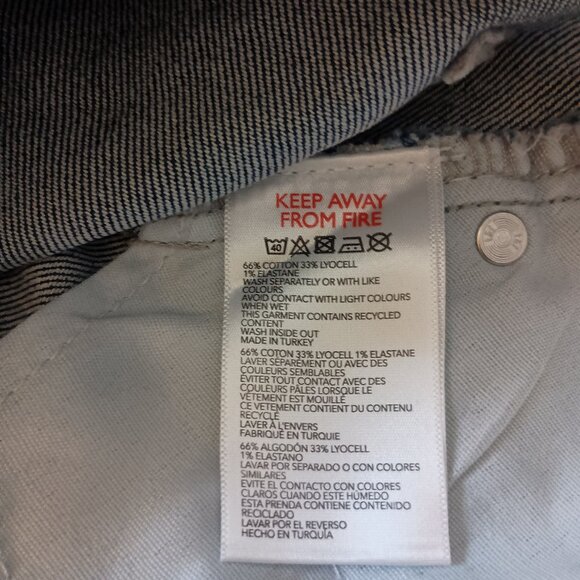 KEEP AWAY
FROM FIRE
40
66% COTTON 33% LYOCELL
1% ELASTANE
WASH SEPARATELY OR WITH LIKE
COLOURS
AVOID CONTACT WITH LIGHT COLOURS
WHEN WET
THIS GARMENT CONTAINS RECYCLED
CONTENT
WASH INSIDE OUT
MADE IN TURKEY
66% COTON 33% LYOCELL 1% ELASTANE
LAVER SÉPARÉMENT OU AVEC DES
COULEURS SEMBLABLES
ÉVITER TOUT CONTACT AVEC DES
COULEURS PÂLES LORSQUE LE
VÊTEMENT EST MOUILLÉ
CE VÊTEMENT CONTIENT DU CONTENU
RECYCLÉ
LAVER À L'ENVERS
FABRIQUÉ EN TURQUIE
66% ALGODÓN 33% LYOCELL
1% ELASTANO
LAVAR POR SEPARADO O CON COLORES
SIMILARES
EVITE EL CONTACTO CON COLORES
CLAROS CUANDO ESTE HÚMEDO
ESTA PRENDA CONTIENE CONTENIDO
RECICLADO
LAVAR POR EL REVERSO
HECHO EN TURQUÍA